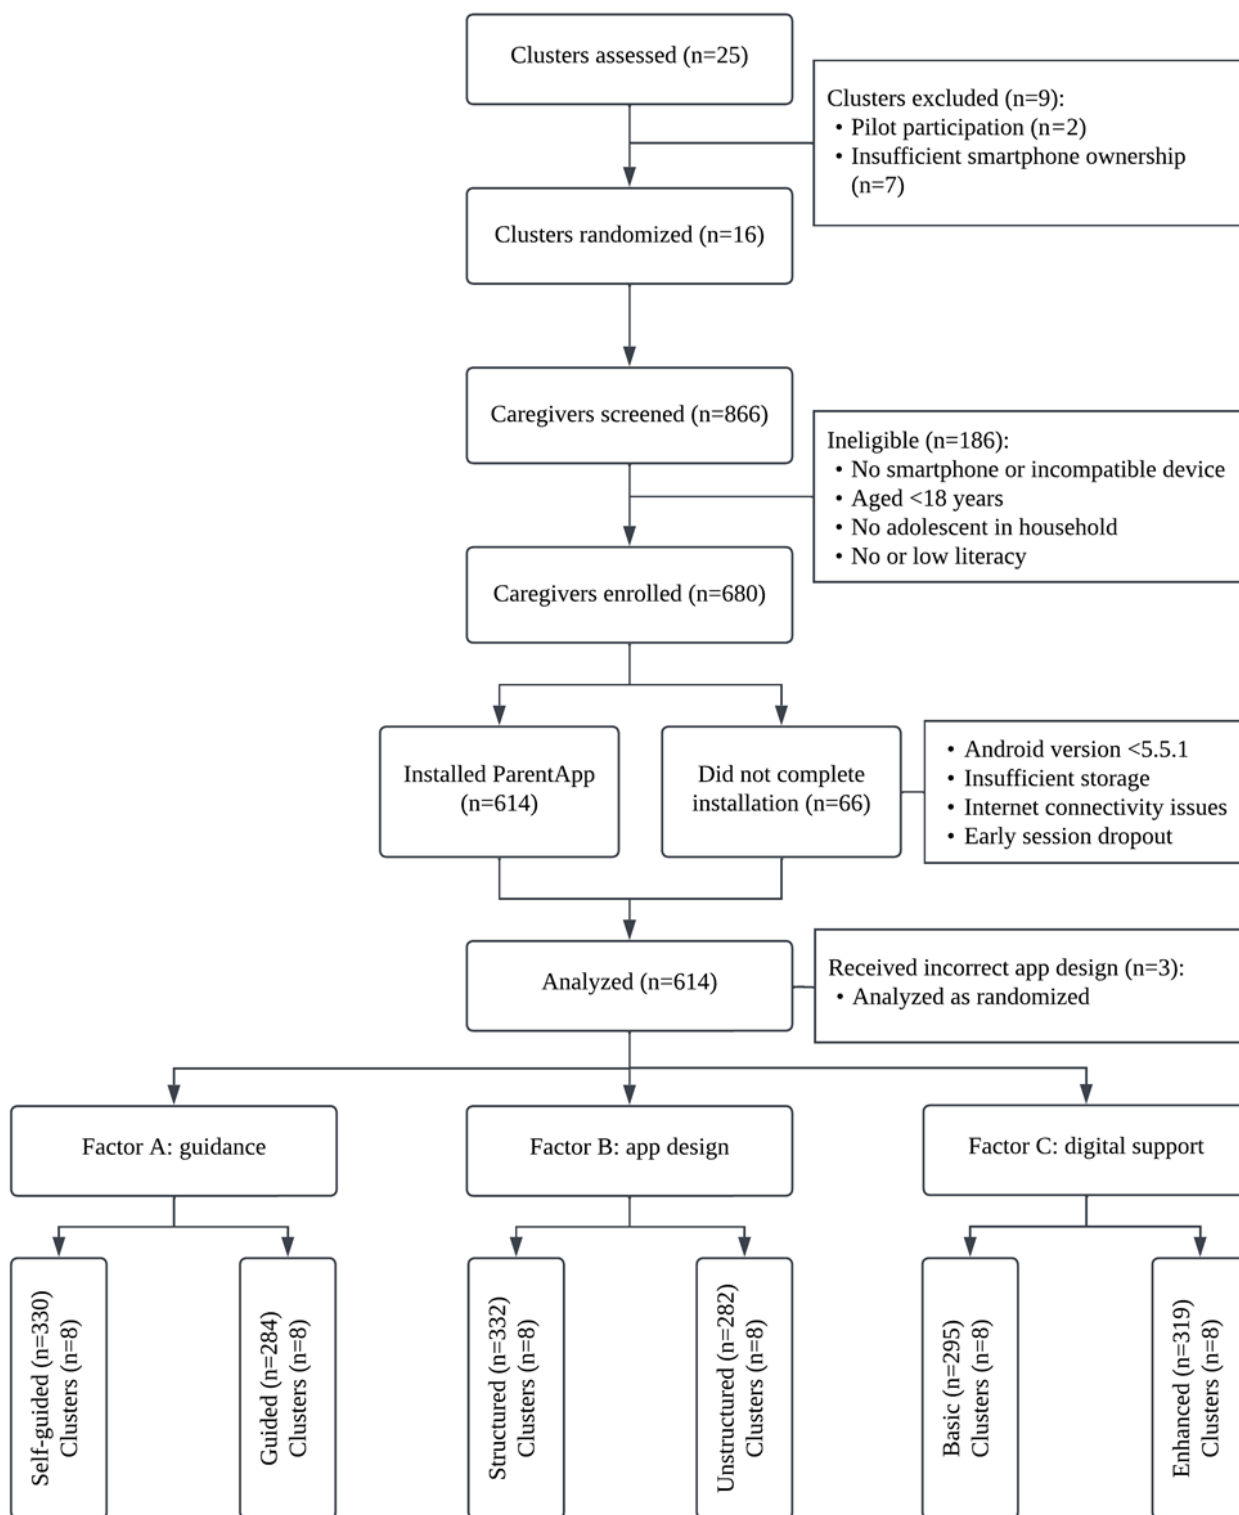 Clusters assessed (n=25)
Clusters excluded (n=9):
• Pilot participation (n=2)
• Insufficient smartphone ownership
(n=7)
Clusters randomized (n=16)
Caregivers screened (n=866)
Ineligible (n=186):
• No smartphone or incompatible device
• Aged <18 years
• No adolescent in household
• No or low literacy
Caregivers enrolled (n=680)
Installed ParentApp
(n=614)
Did not complete
installation (n=66)
• Android version <5.5.1
• Insufficient storage
• Internet connectivity issues
• Early session dropout
Analyzed (n=614)
Received incorrect app design (n=3):
• Analyzed as randomized
Factor A: guidance
Factor B: app design
Factor C: digital support
Self-guided (n=330)
Clusters (n=8)
Guided (n=284)
Clusters (n=8)
Structured (n=332)
Clusters (n=8)
Unstructured (n=282)
Clusters (n=8)
Basic (n=295)
Clusters (n=8)
Enhanced (n=319)
Clusters (n=8)